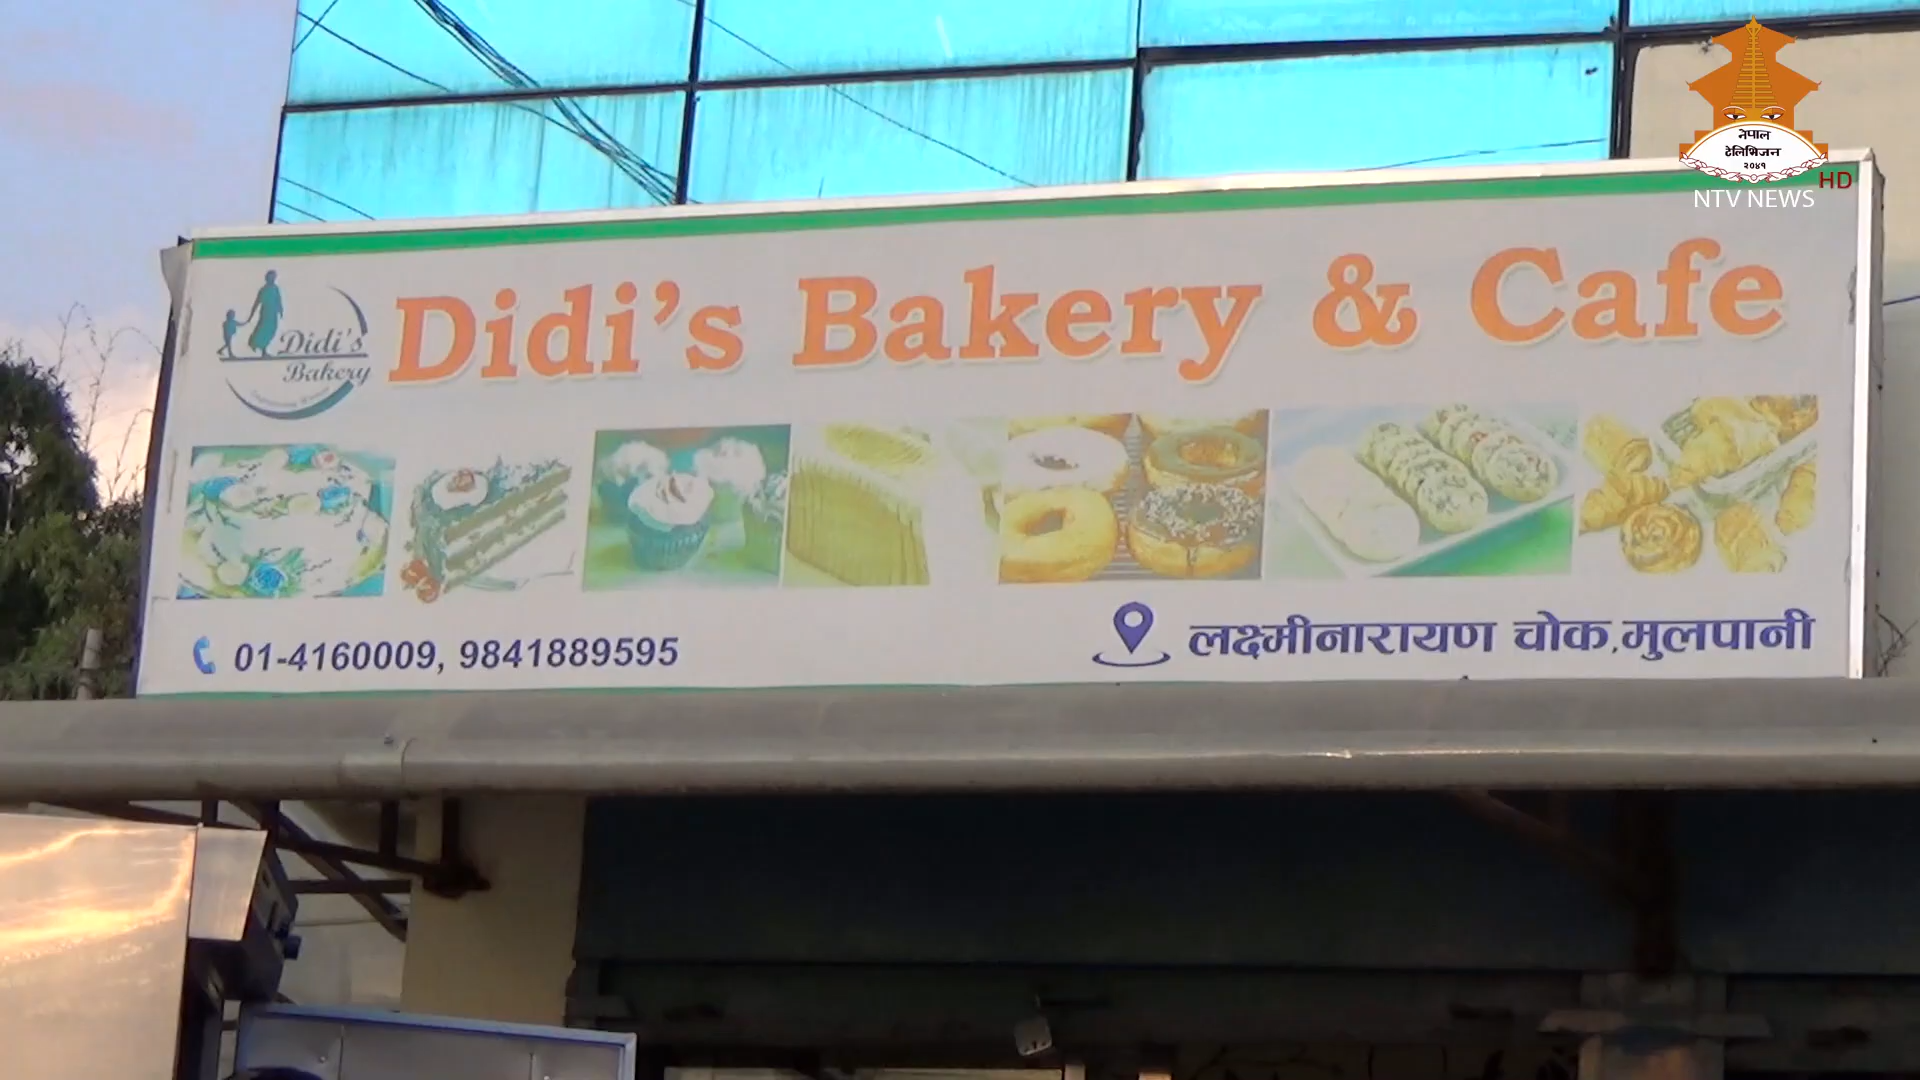 नेपाल
टेलिभिजन
२०४१
HD
NTV NEWS
Didi's
Bakery
Didi's Bakery & Cafe
01-4160009, 9841889595
लक्ष्मीनारायण चोक,मुलपानी